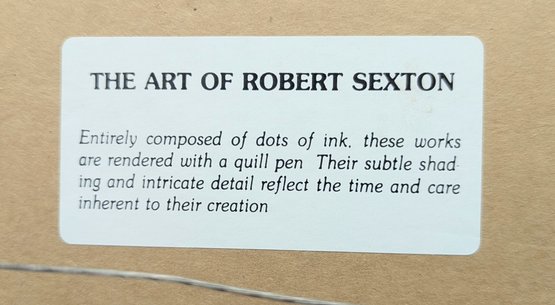 THE ART OF ROBERT SEXTON
Entirely composed of dots of ink, these works
are rendered with a quill pen Their subtle shad-
ing and intricate detail reflect the time and care
inherent to their creation